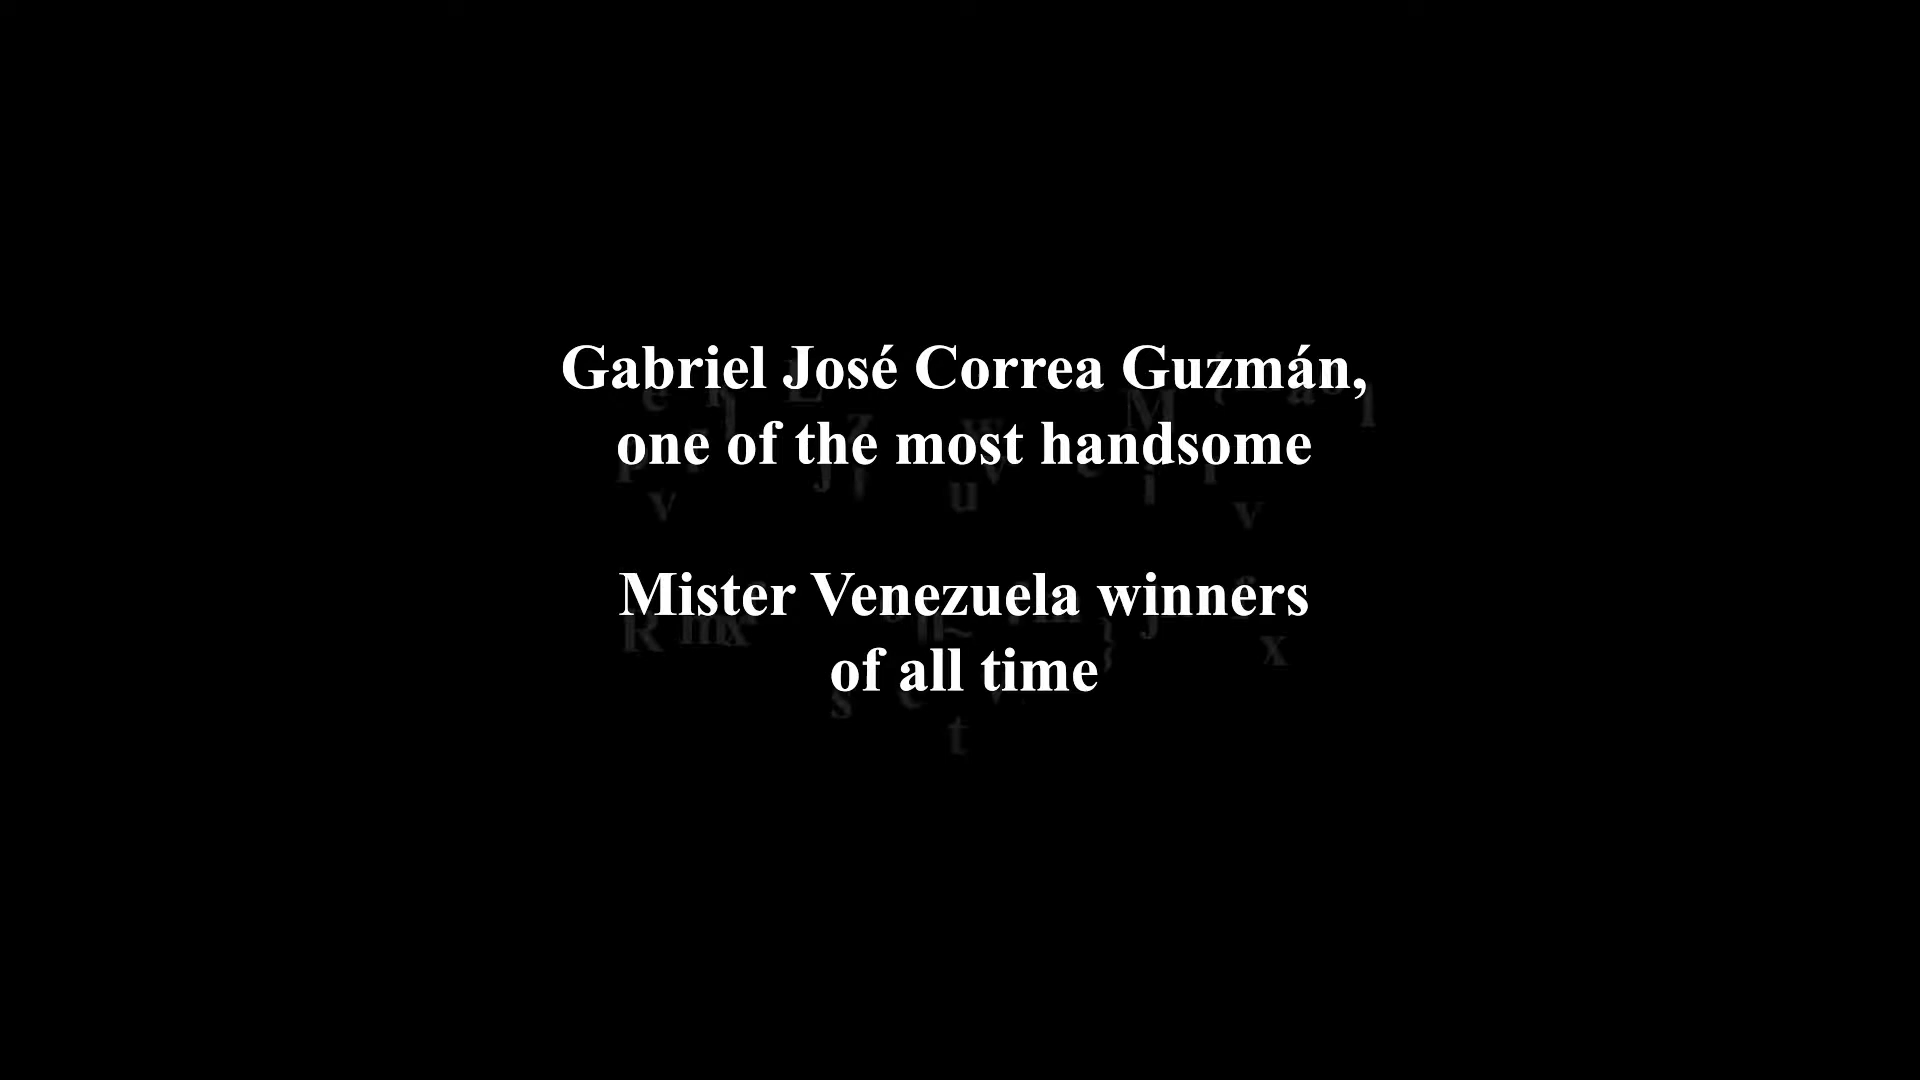 Gabriel José Correa Guzmán,
one of the most handsome
Mister Venezuela winners
of all time